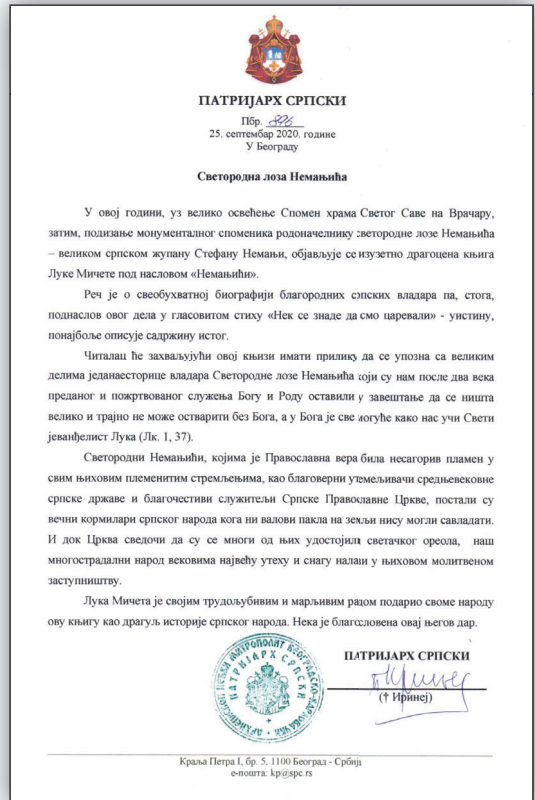 ПАТРИЈАРХ СРПСКИ
Пбр. 896
25. септембар 2020. године
У Београду
Светородна лоза Немањића
У овој години, уз велико освећење Спомен храма Светог Саве на Врачару,
затим, подизање монументалног споменика родоначелнику светородне лозе Немањића
– великом српском жупану Стефану Немањи, објављује се изузетно драгоцена књига
Луке Мичете под насловом «Немањићи».
Реч је о свеобухватној биографији благородних српских владара па, стога,
поднаслов овог дела у гласовитом стиху «Нек се знаде да смо царевали» - уистину,
понајбоље описује садржину истог.
Читалац ће захваљујући овој књизи имати прилику да се упозна са великим
делима једанаесторице владара Светородне лозе Немањића који су нам после два века
преданог и пожртвованог служења Богу и Роду оставили у завештање да се ништа
велико и трајно не може остварити без Бога, а у Бога је све могуће како нас учи Свети
јеванђелист Лука (Лк. 1, 37).
Светородни Немањићи, којима је Православна вера била несагорив пламен у
свим њиховим племенитим стремљењима, као благоверни утемељивачи средњевековне
српске државе и благочестиви служитељи Српске Православне Цркве, постали су
вечни кормилари српског народа кога ни валови пакла на земљи нису могли савладати.
И док Црква сведочи да су се многи од њих удостојили светачког ореола, наш
многострадални народ вековима највећу утеху и снагу налази у њиховом молитвеном
заступништву.
Лука Мичета је својим трудољубивим и марљивим радом подарио своме народу
ову књигу као драгуљ историје српског народа. Нека је благословена овај његов дар.
АРХИЕПИСКОП ПЕЋКИ МИТРОПОЛИТ БЕОГРАДСКО-КАРЛОВАЧКИ
ПАТРИЈАРХ СРПСКИ
ПАТРИЈАРХ СРПСКИ
(† Иринеј)
Краља Петра I, бр. 5, 1100 Београд - Србија
е-пошта: kp@spc.rs